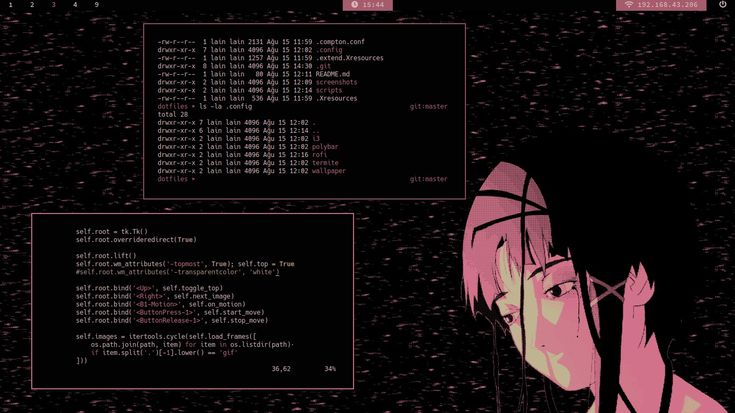 1 2 3 4 9 15:44 192.168.43.206
-rw-r--r-- 1 lain lain 2131 Ağu 15 11:59 .compton.conf
drwxr-xr-x 7 lain lain 4096 Ağu 15 12:02 .config
-rw-r--r-- 1 lain lain 1257 Ağu 15 11:59 .extend.Xresources
drwxr-xr-x 8 lain lain 4096 Ağu 15 14:30 .git
-rw-r--r-- 1 lain lain 80 Ağu 15 12:11 README.md
drwxr-xr-x 2 lain lain 4096 Ağu 15 12:09 screenshots
drwxr-xr-x 2 lain lain 4096 Ağu 15 12:14 scripts
-rw-r--r-- 1 lain lain 536 Ağu 15 11:59 .Xresources
dotfiles ▾ ls -la .config git:master
total 28
drwxr-xr-x 7 lain lain 4096 Ağu 15 12:02 .
drwxr-xr-x 6 lain lain 4096 Ağu 15 12:14 ..
drwxr-xr-x 2 lain lain 4096 Ağu 15 12:02 i3
drwxr-xr-x 2 lain lain 4096 Ağu 15 12:02 polybar
drwxr-xr-x 2 lain lain 4096 Ağu 15 12:16 rofi
drwxr-xr-x 2 lain lain 4096 Ağu 15 12:02 termite
drwxr-xr-x 2 lain lain 4096 Ağu 15 12:02 wallpaper
dotfiles ▾ git:master
self.root = tk.Tk()
self.root.overrideredirect(True)
self.root.lift()
self.root.wm_attributes('-topmost', True); self.top = True
#self.root.wm_attributes('-transparentcolor', 'white')
self.root.bind('<Up>', self.toggle_top)
self.root.bind('<Right>', self.next_image)
self.root.bind('<B1-Motion>', self.on_motion)
self.root.bind('<ButtonPress-1>', self.start_move)
self.root.bind('<ButtonRelease-1>', self.stop_move)
self.images = itertools.cycle(self.load_frames([
os.path.join(path, item) for item in os.listdir(path)
if item.split('.')[-1].lower() == 'gif'
]))
36,62 34%